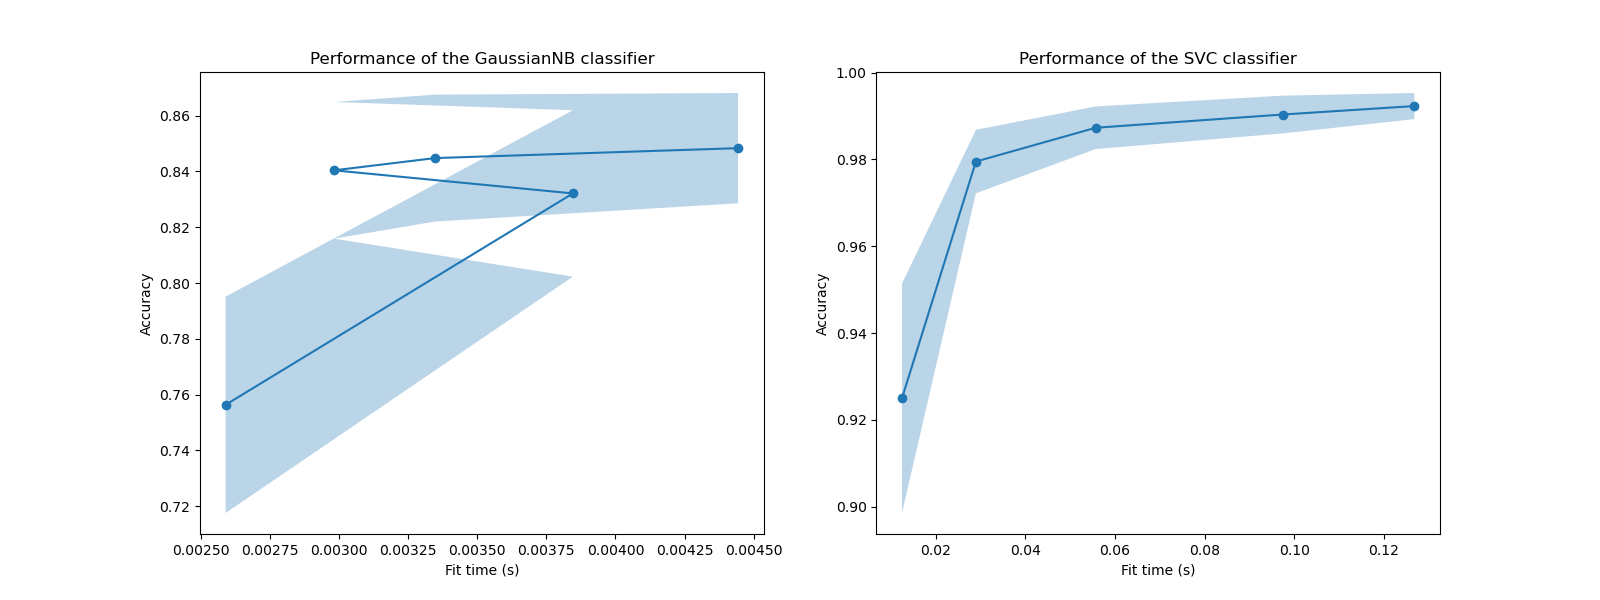 Performance of the GaussianNB classifier
Accuracy
0.86
0.84
0.82
0.80
0.78
0.76
0.74
0.72
0.00250 0.00275 0.00300 0.00325 0.00350 0.00375 0.00400 0.00425 0.00450
Fit time (s)
Performance of the SVC classifier
Accuracy
1.00
0.98
0.96
0.94
0.92
0.90
0.02 0.04 0.06 0.08 0.10 0.12
Fit time (s)